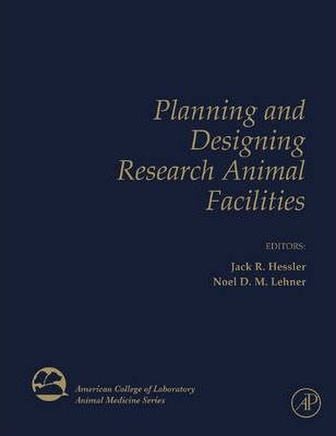 Planning and
Designing
Research Animal
Facilities
EDITORS:
Jack R. Hessler
Noel D. M. Lehner
American College of Laboratory
Animal Medicine Series